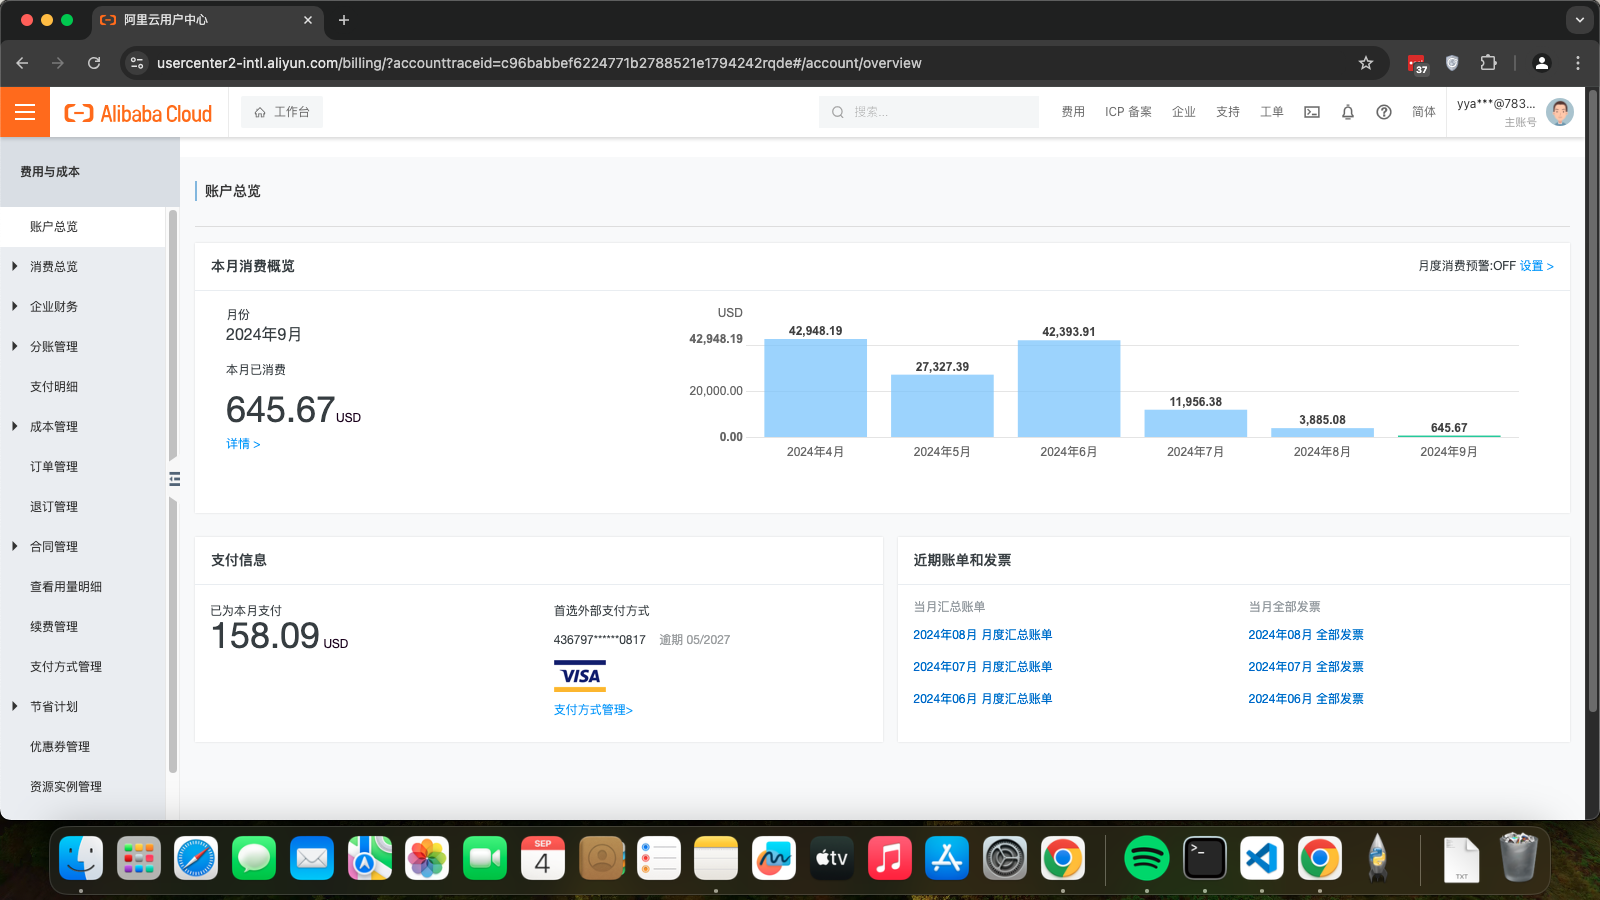 阿里云用户中心
usercenter2-intl.aliyun.com/billing/?accounttraceid=c96babbef6224771b2788521e1794242rqde#/account/overview
37
Alibaba Cloud
工作台
搜索...
费用
ICP 备案
企业
支持
工单
简体
yya***@783...
主账号
费用与成本
账户总览
消费总览
企业财务
分账管理
支付明细
成本管理
订单管理
退订管理
合同管理
查看用量明细
续费管理
支付方式管理
节省计划
优惠券管理
资源实例管理
账户总览
本月消费概览
月度消费预警:OFF 设置 >
月份
2024年9月
本月已消费
645.67 USD
详情 >
USD
42,948.19
20,000.00
0.00
42,948.19
27,327.39
42,393.91
11,956.38
3,885.08
645.67
2024年4月
2024年5月
2024年6月
2024年7月
2024年8月
2024年9月
支付信息
已为本月支付
158.09 USD
首选外部支付方式
436797******0817 逾期 05/2027
VISA
支付方式管理>
近期账单和发票
当月汇总账单
当月全部发票
2024年08月 月度汇总账单
2024年08月 全部发票
2024年07月 月度汇总账单
2024年07月 全部发票
2024年06月 月度汇总账单
2024年06月 全部发票
SEP
4
tv
TXT